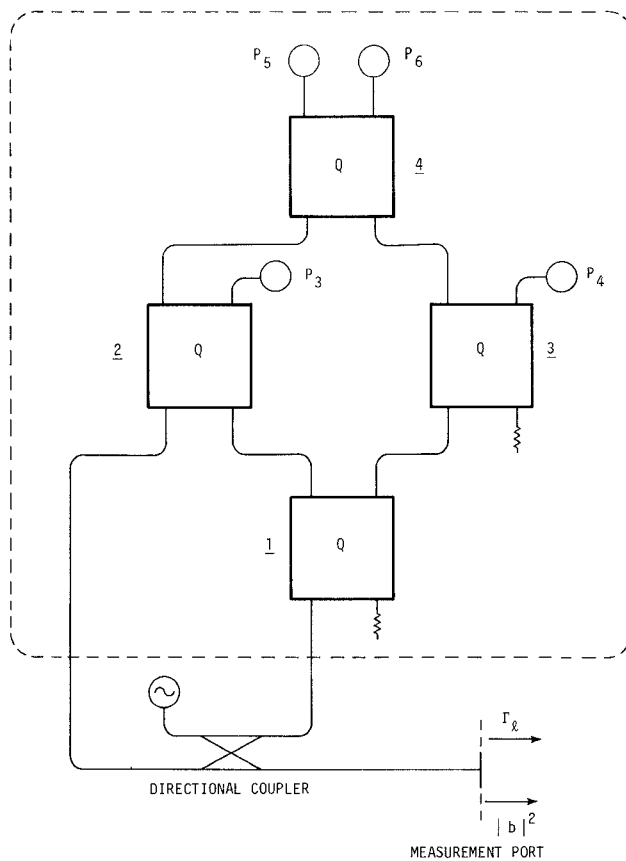 P5 P6
Q 4
P3 P4
2 Q Q 3
1 Q
Γℓ
DIRECTIONAL COUPLER
|b|²
MEASUREMENT PORT